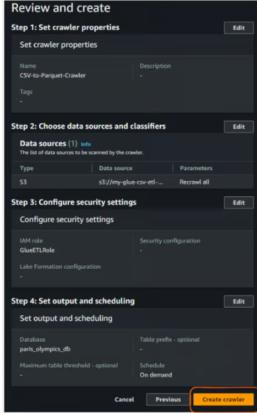 Review and create
Step 1: Set crawler properties
Edit
Set crawler properties
Name
Description
CSV-to-Parquet-Crawler
-
Tags
-
Step 2: Choose data sources and classifiers
Edit
Data sources (1) Info
The list of data sources to be scanned by the crawler.
Type Data source Parameters
S3 s3://my-glue-csv-etl-... Recrawl all
Step 3: Configure security settings
Edit
Configure security settings
IAM role
Security configuration
GlueETLRole
-
Lake Formation configuration
-
Step 4: Set output and scheduling
Edit
Set output and scheduling
Database
Table prefix - optional
paris_olympics_db
-
Maximum table threshold - optional
Schedule
-
On demand
Cancel Previous Create crawler